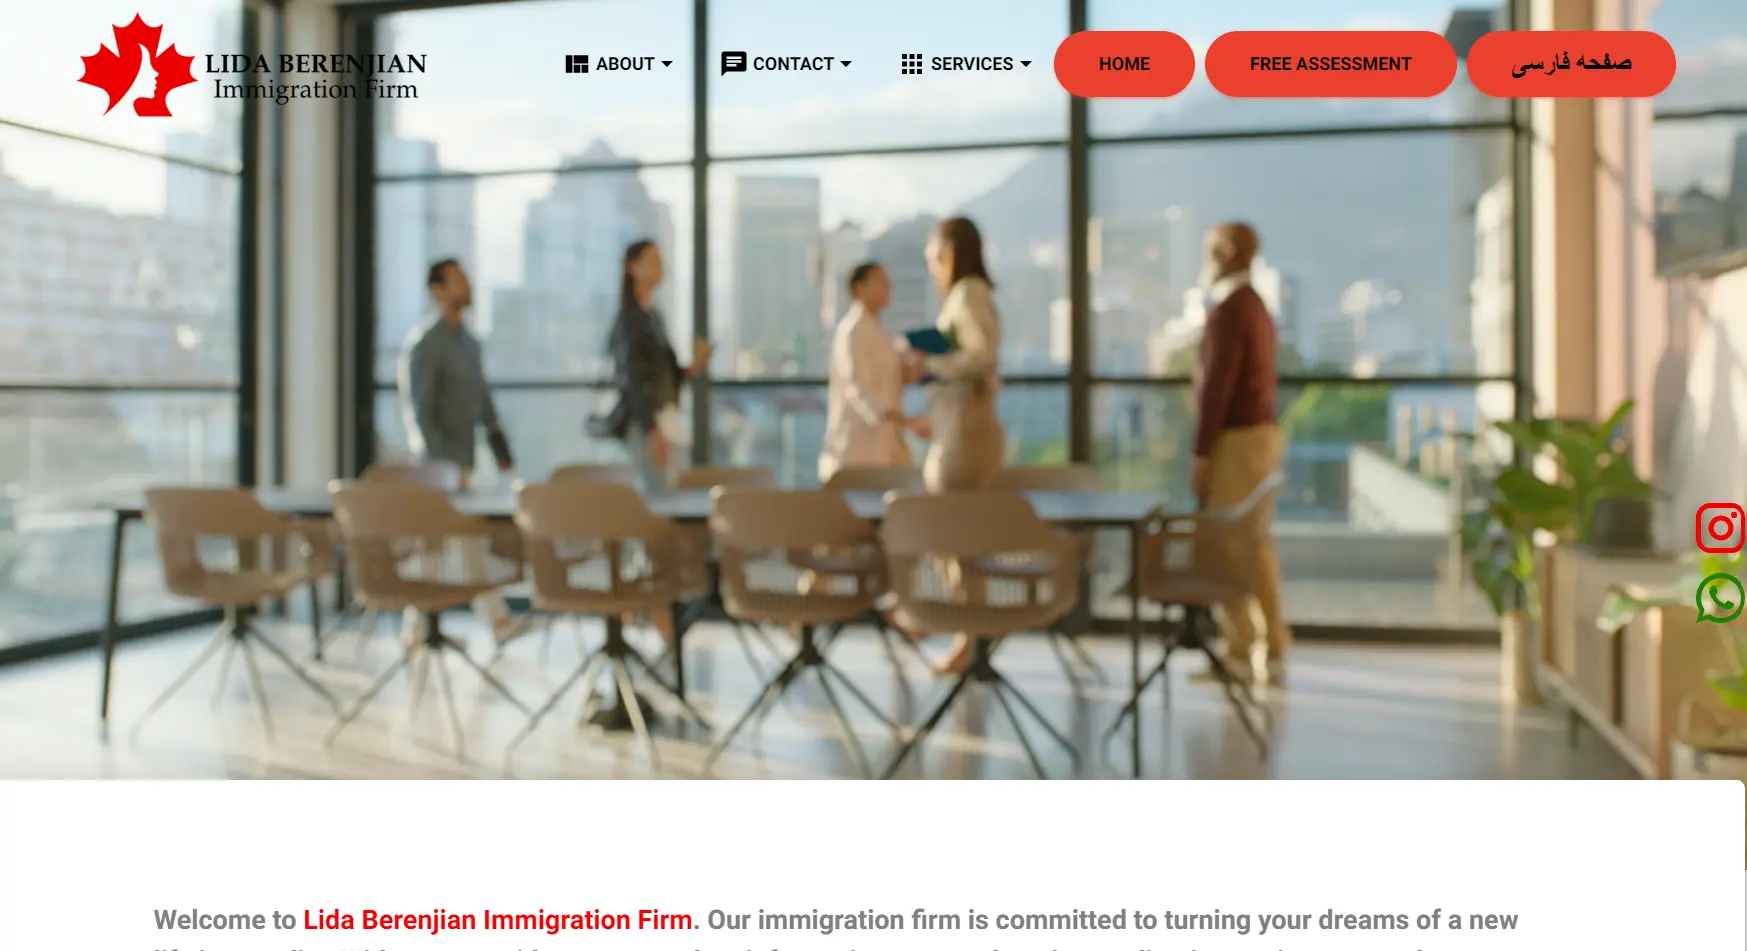 LIDA BERENJIAN
Immigration Firm
ABOUT
CONTACT
SERVICES
HOME
FREE ASSESSMENT
صفحه فارسی
Welcome to Lida Berenjian Immigration Firm. Our immigration firm is committed to turning your dreams of a new